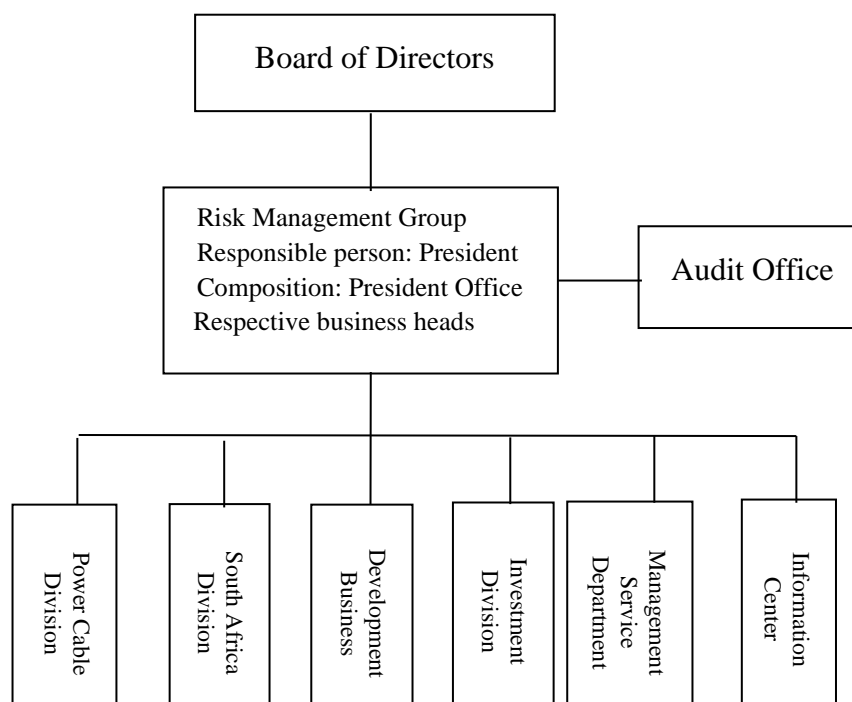 Board of Directors
Risk Management Group
Responsible person: President
Composition: President Office
Respective business heads
Audit Office
Power Cable
Division
South Africa
Division
Development
Business
Investment
Division
Management
Service
Department
Information
Center